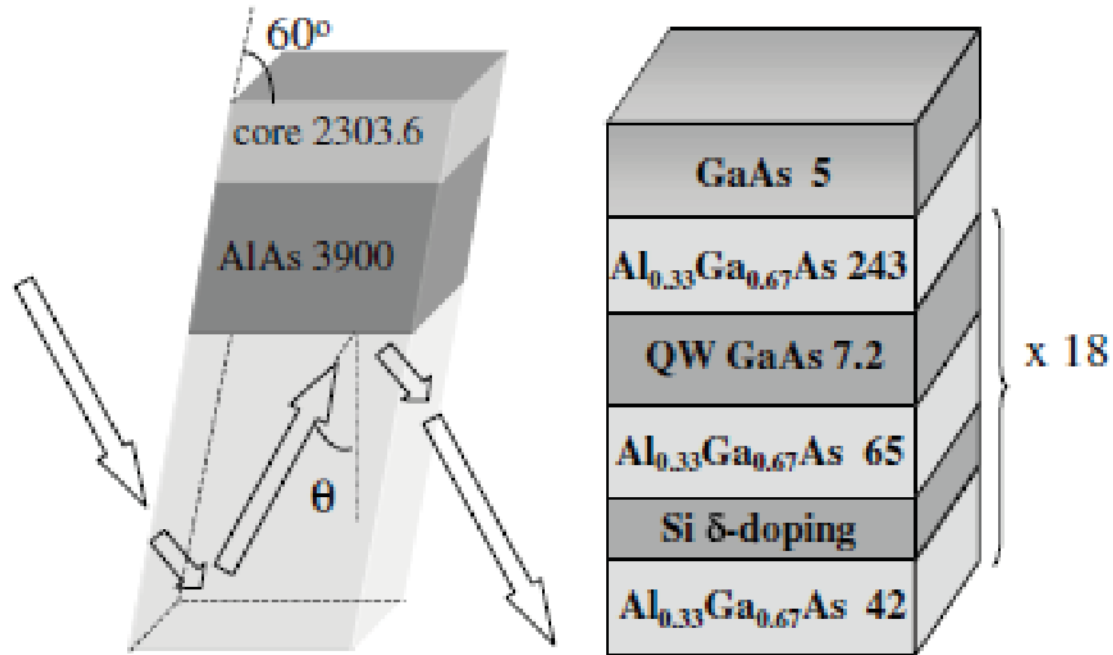 60º
core 2303.6
AlAs 3900
θ
GaAs 5
Al₀.₃₃Ga₀.₆₇As 243
QW GaAs 7.2
x 18
Al₀.₃₃Ga₀.₆₇As 65
Si δ-doping
Al₀.₃₃Ga₀.₆₇As 42